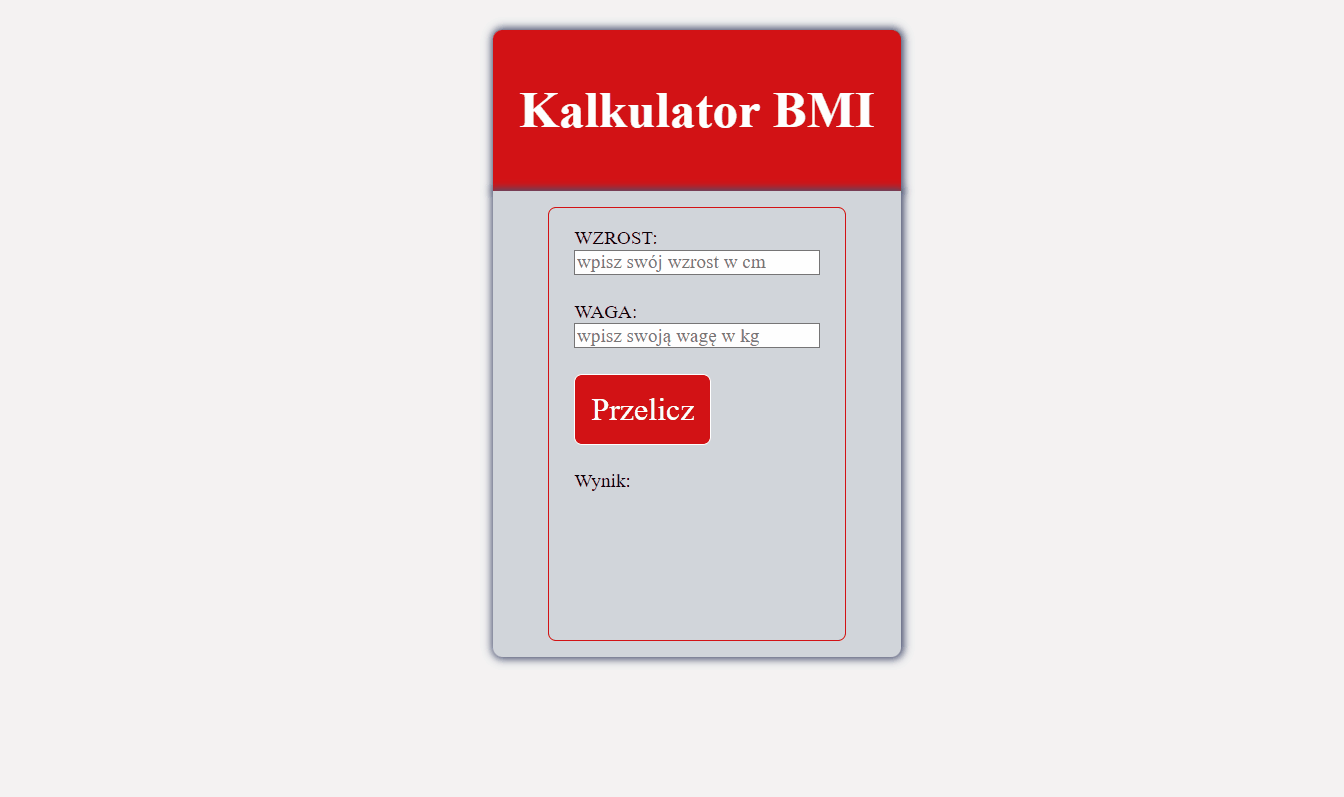 Kalkulator BMI
WZROST:
wpisz swój wzrost w cm
WAGA:
wpisz swoją wagę w kg
Przelicz
Wynik: